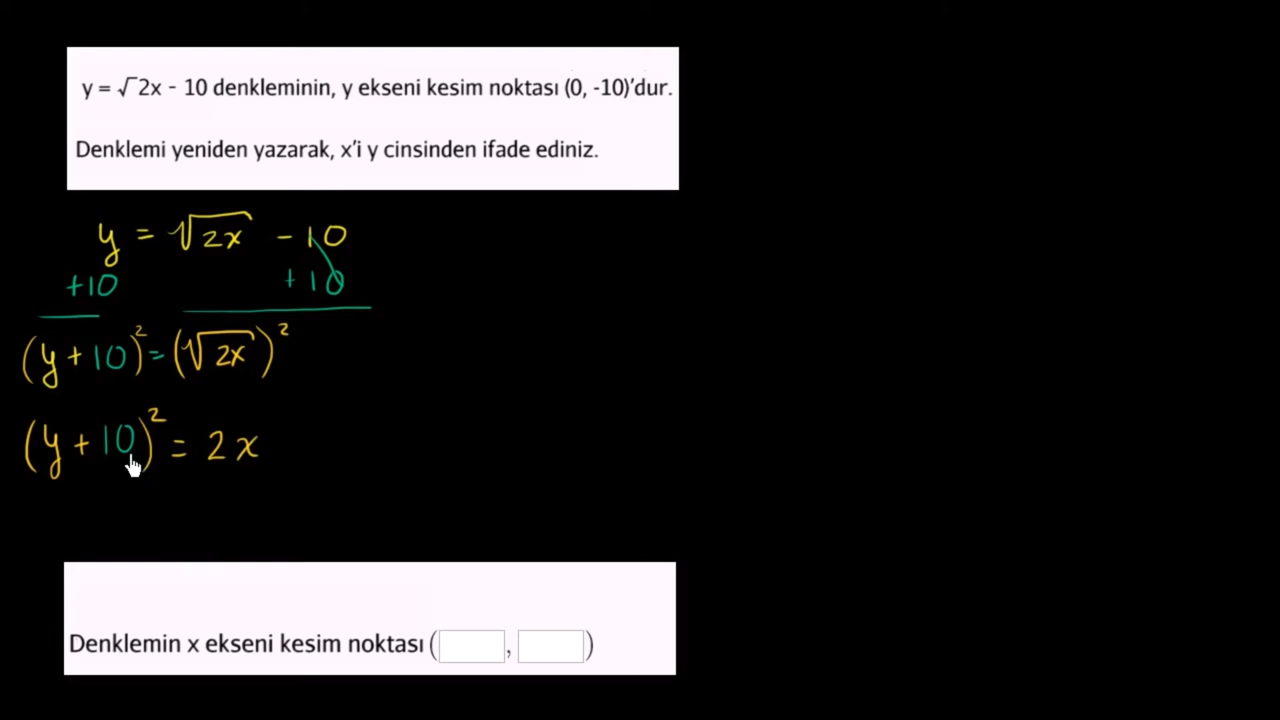 y = √2x - 10 denkleminin, y ekseni kesim noktası (0, -10)'dur.
Denklemi yeniden yazarak, x'i y cinsinden ifade ediniz.
y = √2x - 10
+10 +10
(y + 10)² = (√2x)²
(y + 10)² = 2x
Denklemin x ekseni kesim noktası ( , )